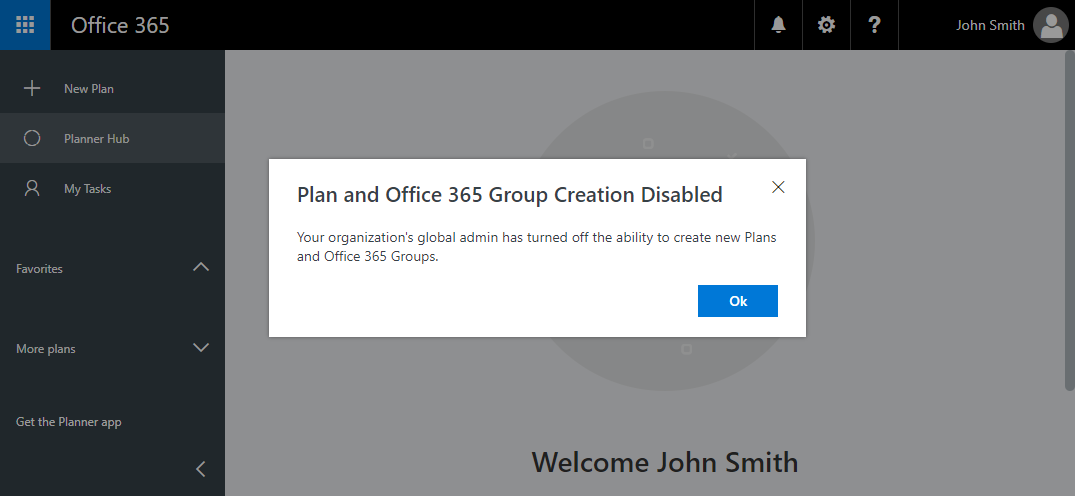 Office 365
?
John Smith
New Plan
Planner Hub
My Tasks
Favorites
More plans
Get the Planner app
Plan and Office 365 Group Creation Disabled
Your organization's global admin has turned off the ability to create new Plans
and Office 365 Groups.
Ok
Welcome John Smith